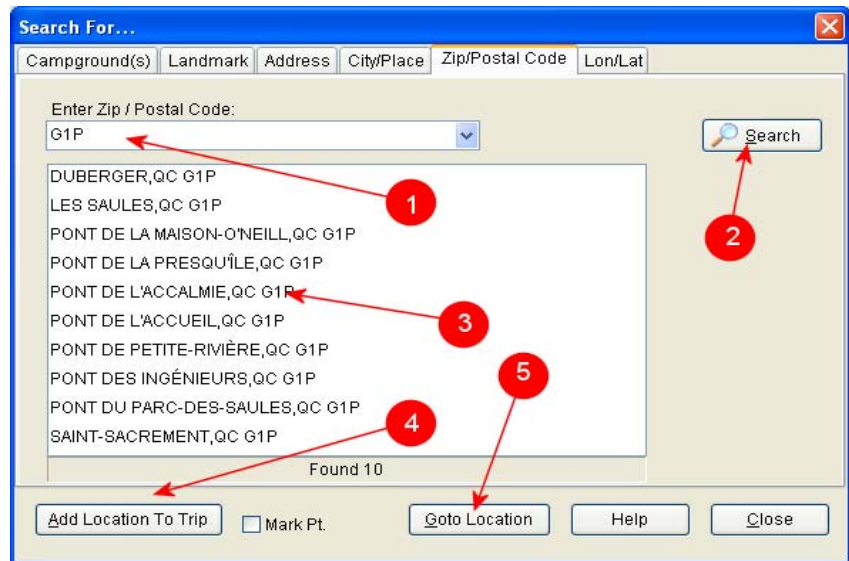 Search For...
Campground(s) Landmark Address City/Place Zip/Postal Code Lon/Lat
Enter Zip / Postal Code:
G1P
Search
DUBERGER,QC G1P
LES SAULES,QC G1P
1
2
PONT DE LA MAISON-O'NEILL,QC G1P
PONT DE LA PRESQU'ÎLE,QC G1P
PONT DE L'ACCALMIE,QC G1P
PONT DE L'ACCUEIL,QC G1P
3
PONT DE PETITE-RIVIÈRE,QC G1P
PONT DES INGÉNIEURS,QC G1P
5
PONT DU PARC-DES-SAULES,QC G1P
4
SAINT-SACREMENT,QC G1P
Found 10
Add Location To Trip Mark Pt. Goto Location Help Close